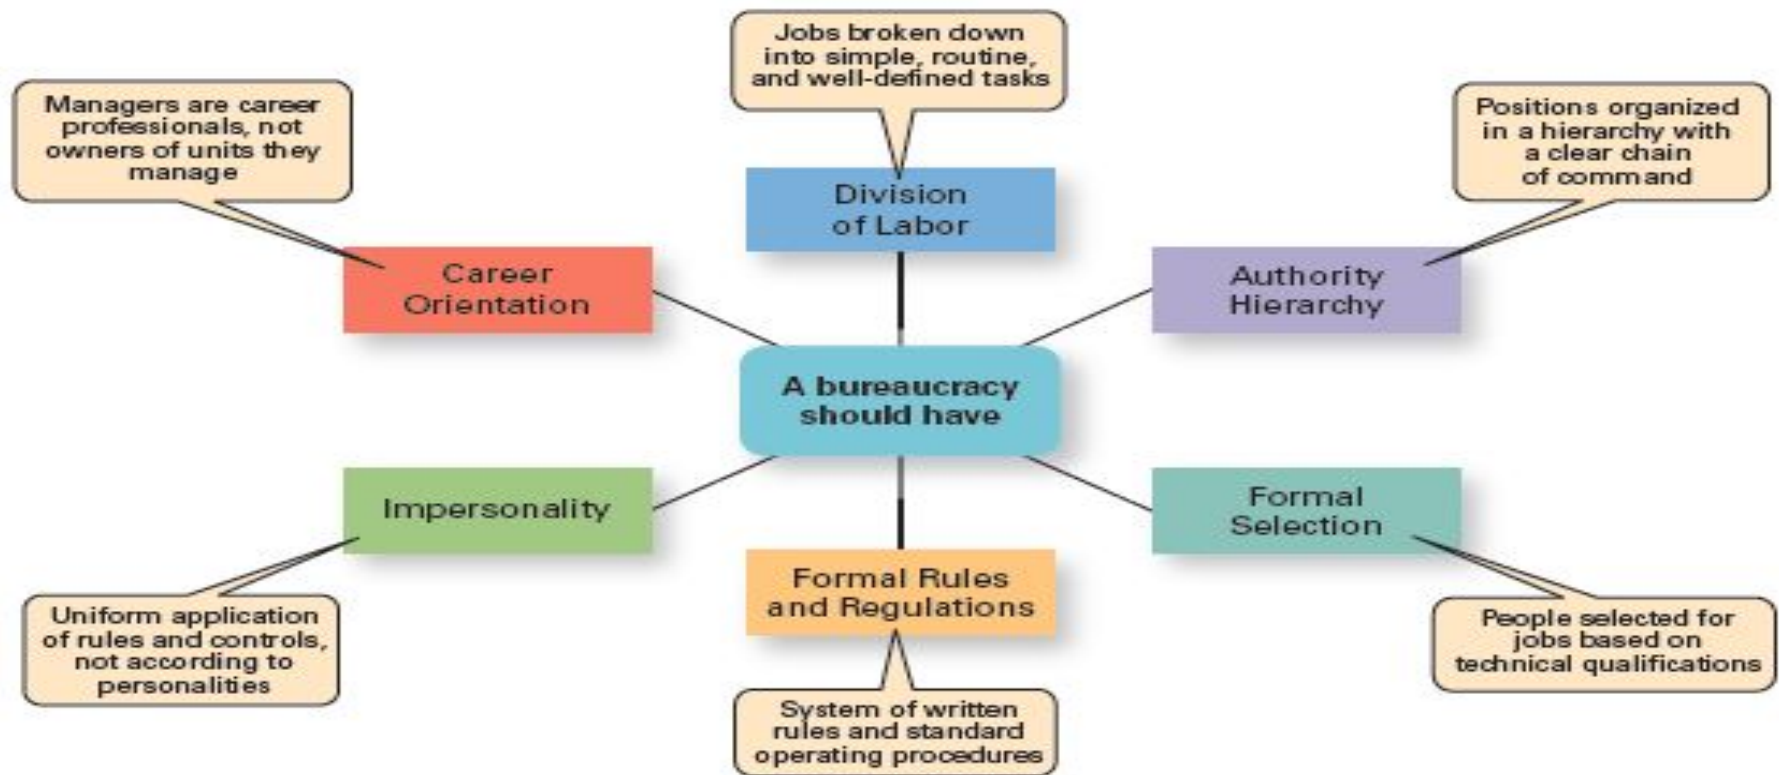 Jobs broken down
into simple, routine,
and well-defined tasks
Managers are career
professionals, not
owners of units they
manage
Positions organized
in a hierarchy with
a clear chain
of command
Division
of Labor
Career
Orientation
Authority
Hierarchy
A bureaucracy
should have
Impersonality
Formal
Selection
Formal Rules
and Regulations
Uniform application
of rules and controls,
not according to
personalities
People selected for
jobs based on
technical qualifications
System of written
rules and standard
operating procedures